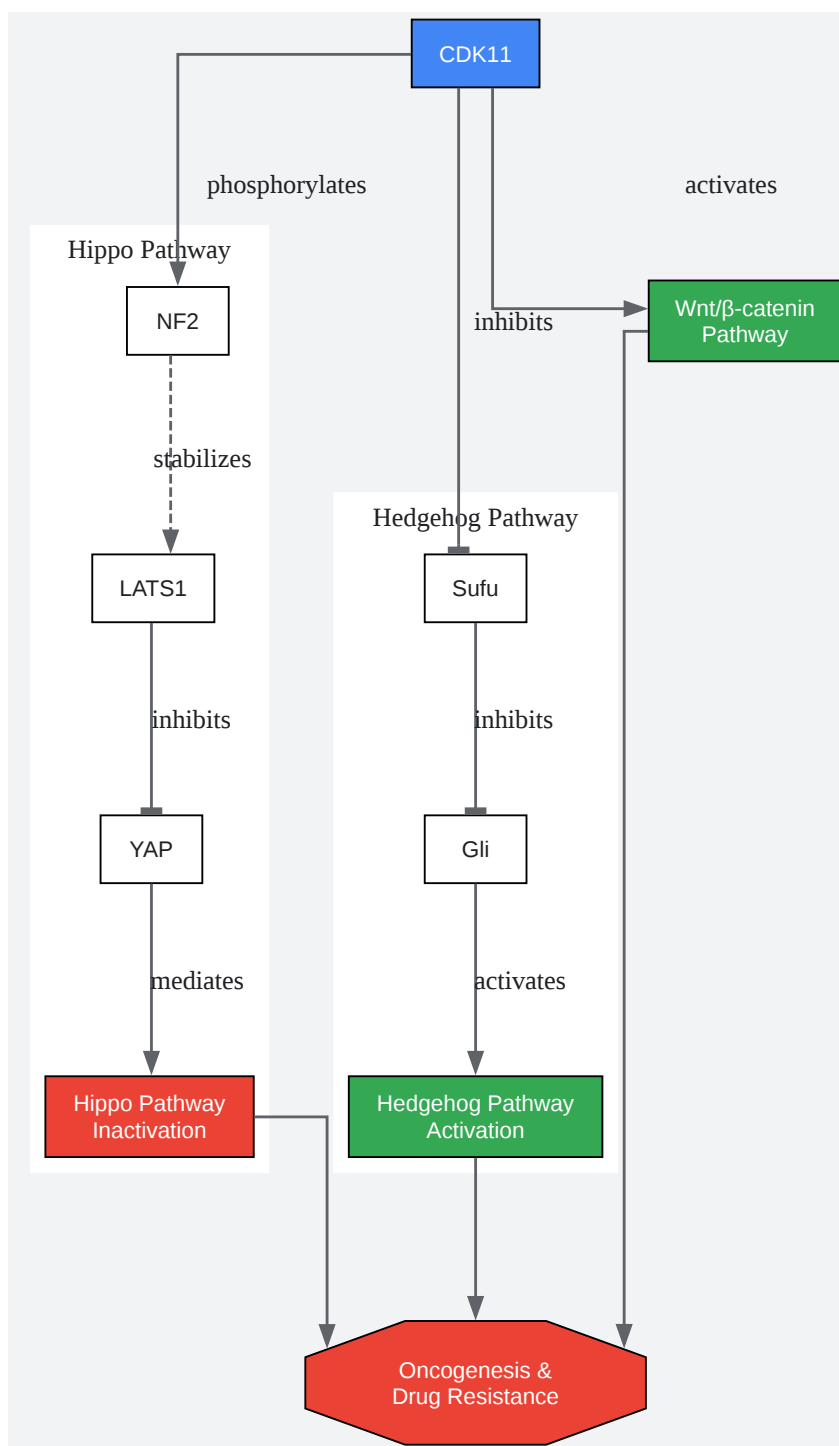 CDK11
phosphorylates
activates
Hippo Pathway
NF2
inhibits
Wnt/β-catenin
Pathway
stabilizes
Hedgehog Pathway
LATS1
Sufu
inhibits
inhibits
YAP
Gli
mediates
activates
Hippo Pathway
Inactivation
Hedgehog Pathway
Activation
Oncogenesis &
Drug Resistance